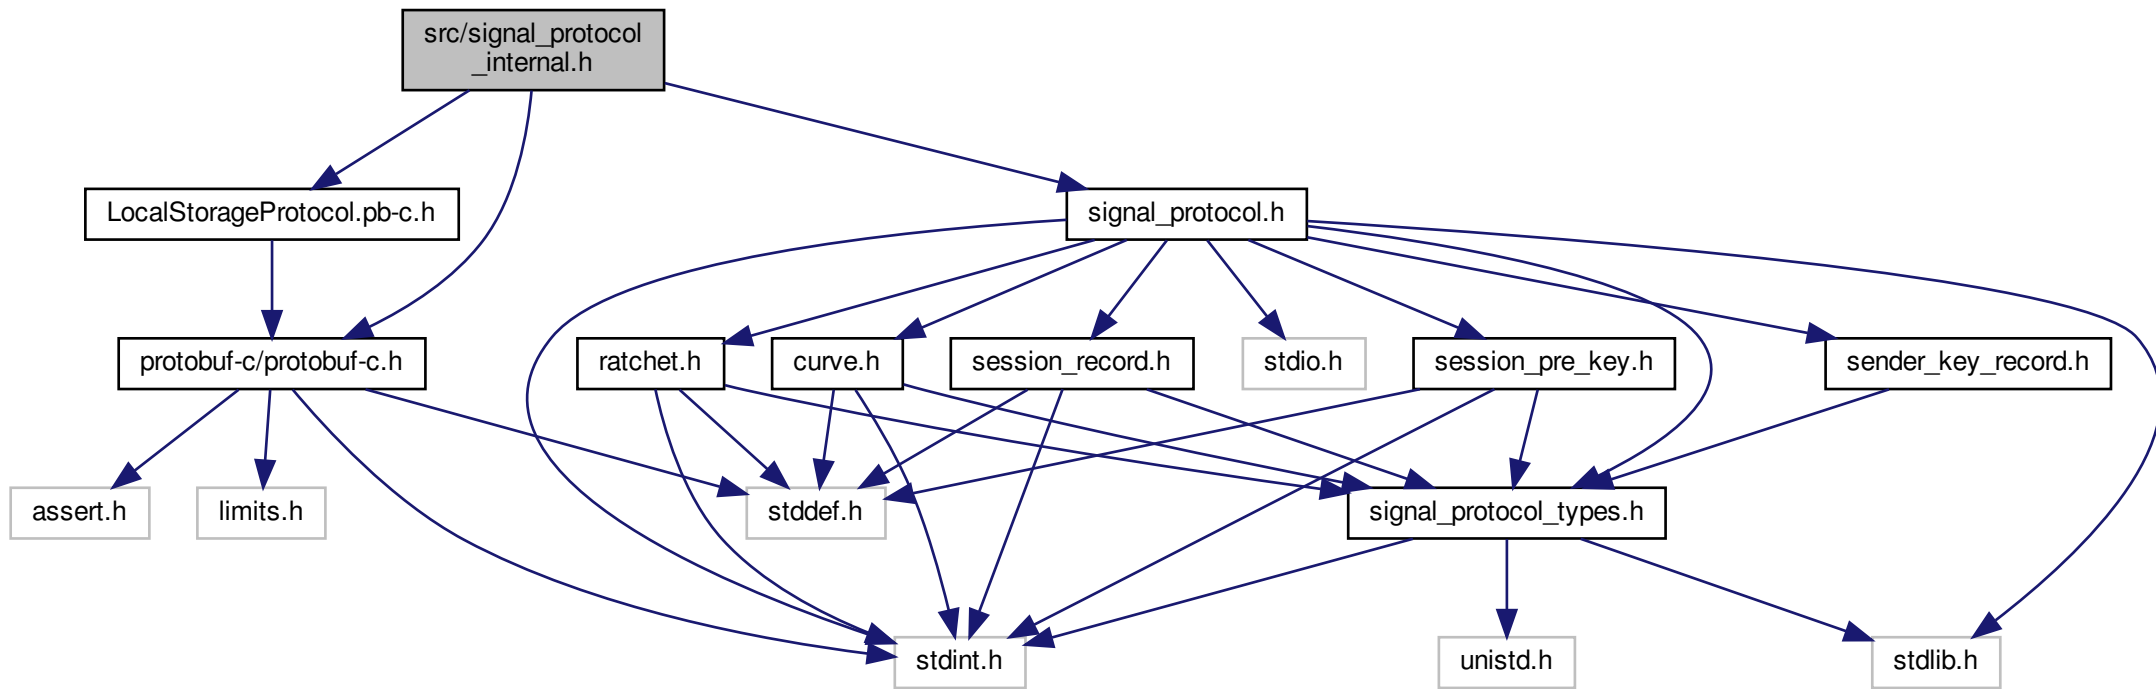 src/signal_protocol
_internal.h
LocalStorageProtocol.pb-c.h
signal_protocol.h
protobuf-c/protobuf-c.h
ratchet.h
curve.h
session_record.h
stdio.h
session_pre_key.h
sender_key_record.h
assert.h
limits.h
stddef.h
signal_protocol_types.h
stdint.h
unistd.h
stdlib.h